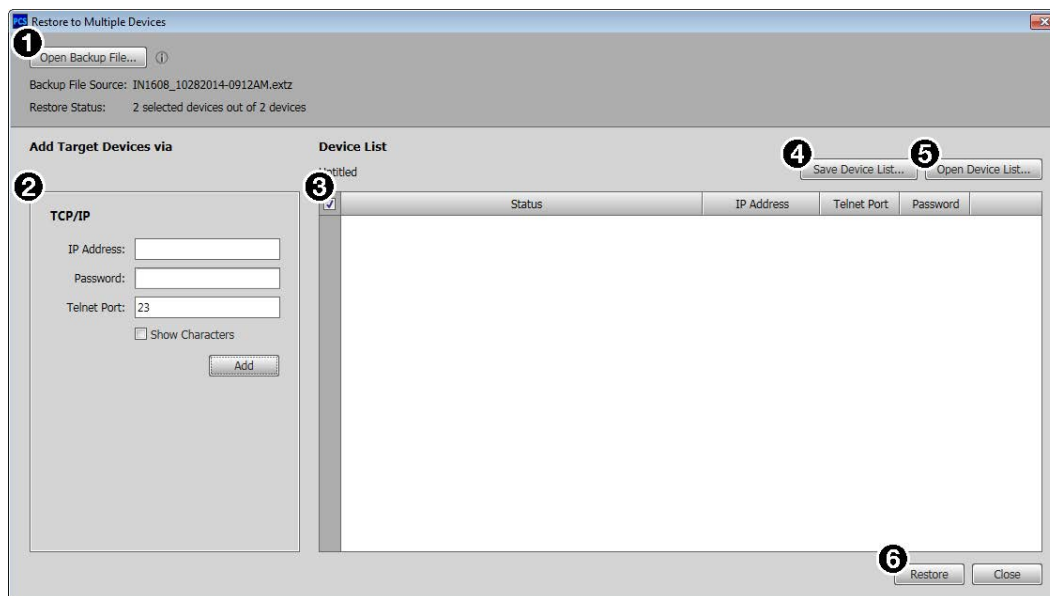 PCS Restore to Multiple Devices
1
Open Backup File...
Backup File Source: IN1608_10282014-0912AM.extz
Restore Status: 2 selected devices out of 2 devices
Add Target Devices via
Device List
4
5
Save Device List...
Open Device List...
2
3
TCP/IP
Status
IP Address
Telnet Port
Password
IP Address:
Password:
Telnet Port: 23
Show Characters
Add
6
Restore
Close